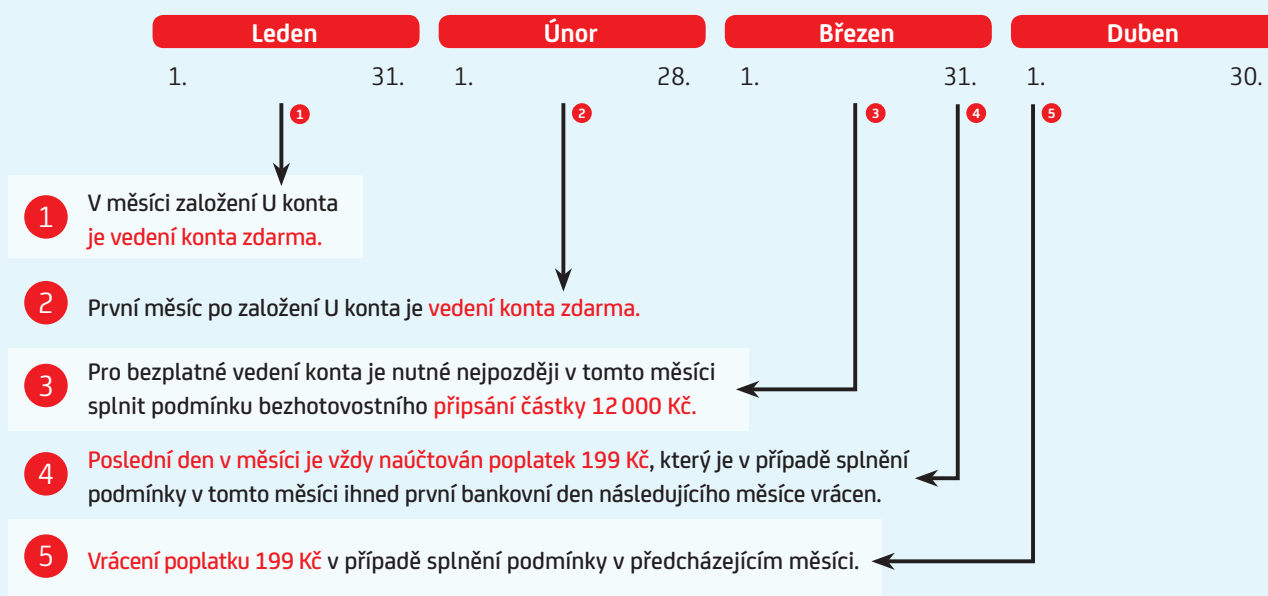 Leden Únor Březen Duben
1. 31. 1. 28. 1. 31. 1. 30.
1 2 3 4 5
1 V měsíci založení U konta
je vedení konta zdarma.
2 První měsíc po založení U konta je vedení konta zdarma.
3 Pro bezplatné vedení konta je nutné nejpozději v tomto měsíci
splnit podmínku bezhotovostního připsání částky 12 000 Kč.
4 Poslední den v měsíci je vždy naúčtován poplatek 199 Kč, který je v případě splnění
podmínky v tomto měsíci ihned první bankovní den následujícího měsíce vrácen.
5 Vrácení poplatku 199 Kč v případě splnění podmínky v předcházejícím měsíci.